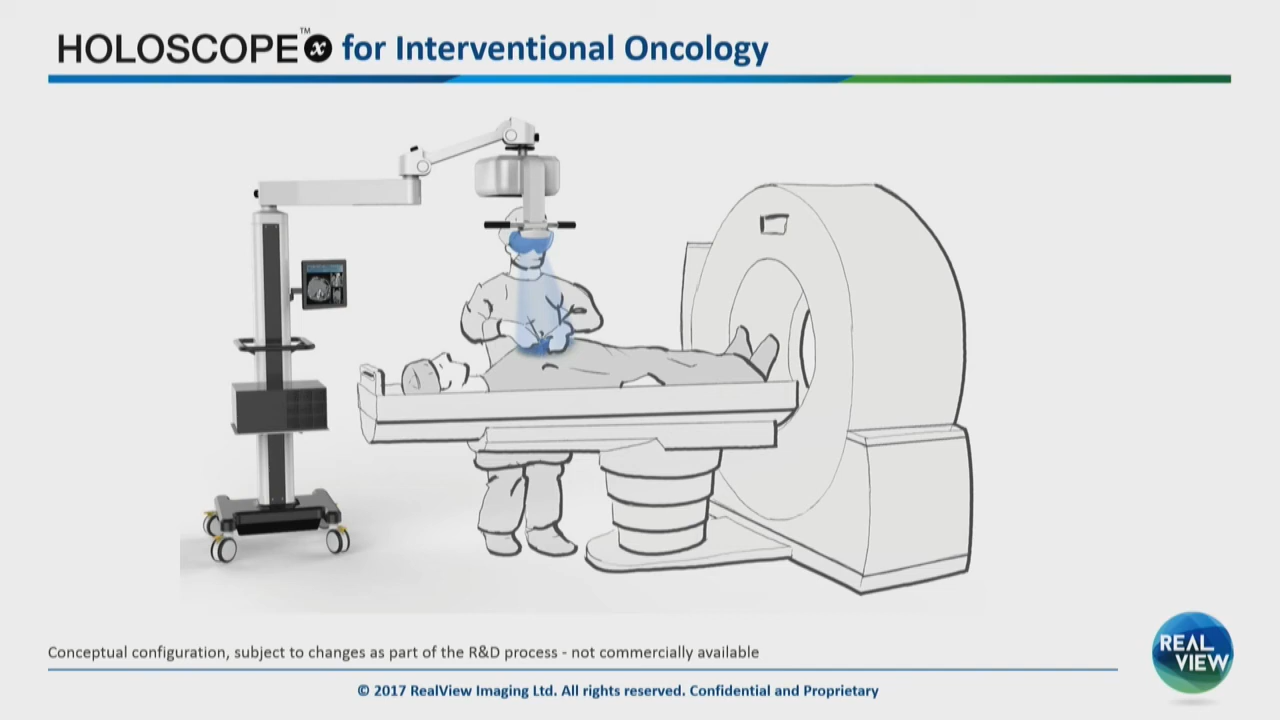 HOLOSCOPE™ x for Interventional Oncology
Conceptual configuration, subject to changes as part of the R&D process - not commercially available
REAL
VIEW
© 2017 RealView Imaging Ltd. All rights reserved. Confidential and Proprietary